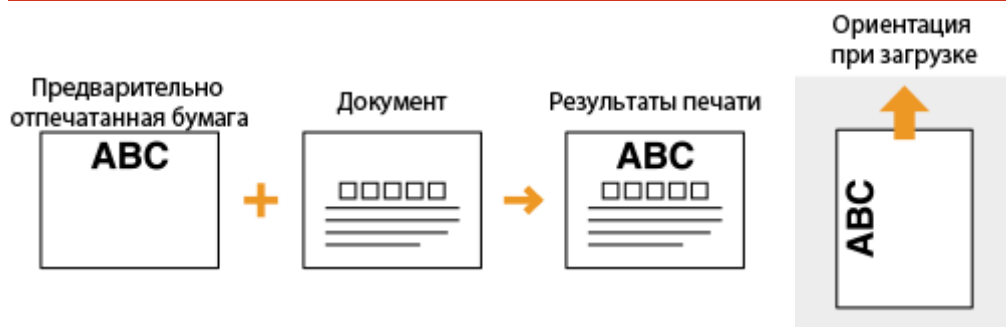 Ориентация
при загрузке
Предварительно
отпечатанная бумага
Документ
Результаты печати
ABC
ABC
ABC